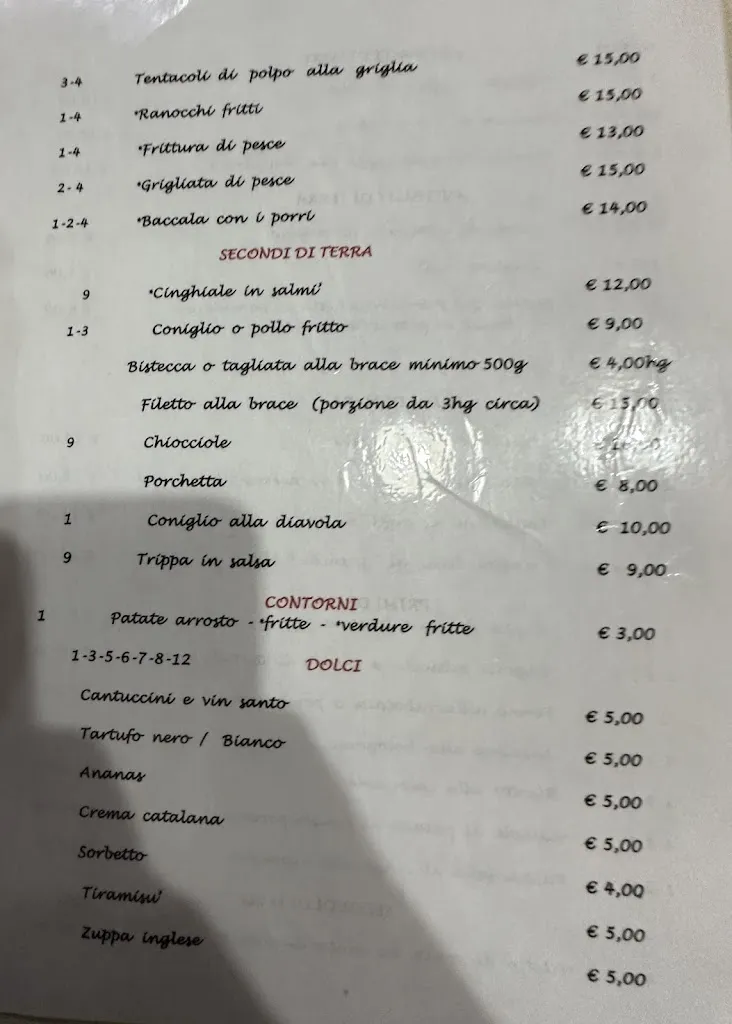 3-4 Tentacoli di polpo alla griglia € 15,00
1-4 *Ranocchi fritti € 15,00
1-4 *Frittura di pesce € 13,00
2-4 *Grigliata di pesce € 15,00
1-2-4 *Baccala con i porri € 14,00
SECONDI DI TERRA
9 *Cinghiale in salmi' € 12,00
1-3 Coniglio o pollo fritto € 9,00
Bistecca o tagliata alla brace minimo 500g € 4,00hg
Filetto alla brace (porzione da 3hg circa) € 15,00
9 Chiocciole
Porchetta € 8,00
1 Coniglio alla diavola € 10,00
9 Trippa in salsa € 9,00
CONTORNI
1 Patate arrosto - *fritte - *verdure fritte € 3,00
1-3-5-6-7-8-12 DOLCI
Cantuccini e vin santo € 5,00
Tartufo nero / Bianco € 5,00
Ananas € 5,00
Crema catalana € 5,00
Sorbetto € 4,00
Tiramisu' € 5,00
Zuppa inglese € 5,00